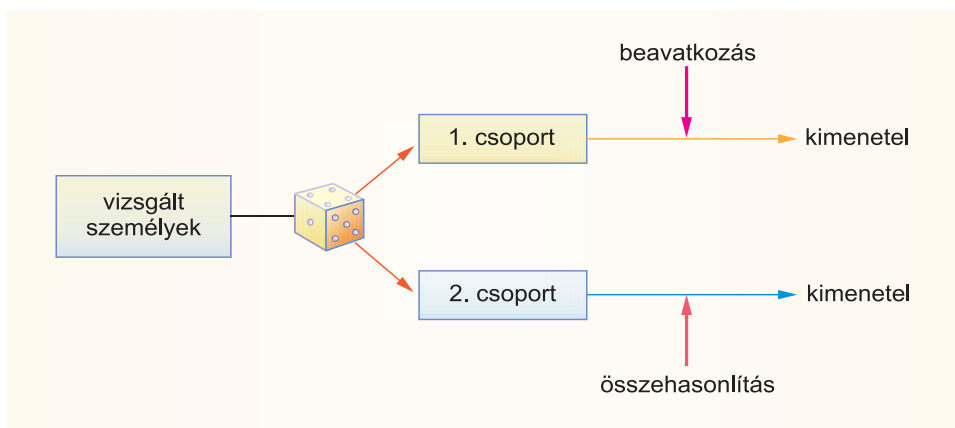 beavatkozás
1. csoport
kimenetel
vizsgált
személyek
2. csoport
kimenetel
összehasonlítás